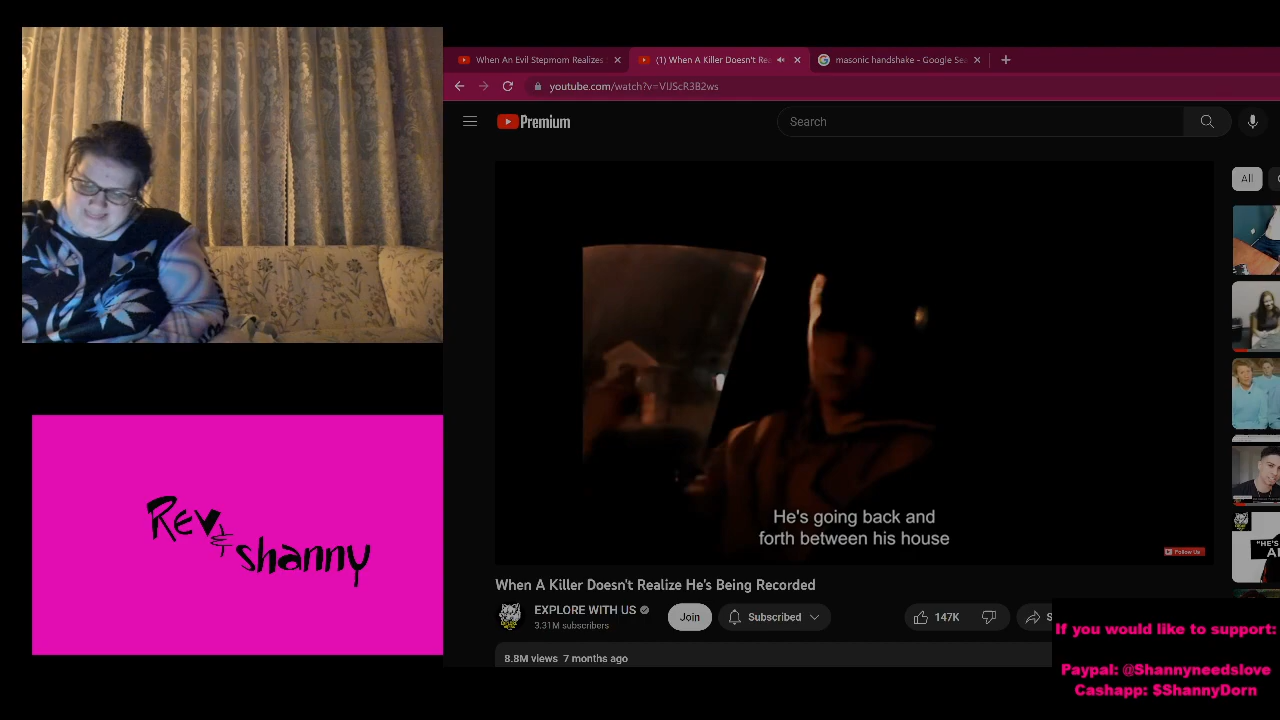 When An Evil Stepmom Realizes
(1) When A Killer Doesn't Re
masonic handshake - Google Sea
youtube.com/watch?v=VlJScR3B2ws
Premium
Search
All
He's going back and
forth between his house
Follow Us
When A Killer Doesn't Realize He's Being Recorded
EXPLORE WITH US
3.31M subscribers
Join
Subscribed
147K
S
8.8M views 7 months ago
Rev
&
shanny
If you would like to support:
Paypal: @Shannyneedslove
Cashapp: $ShannyDorn